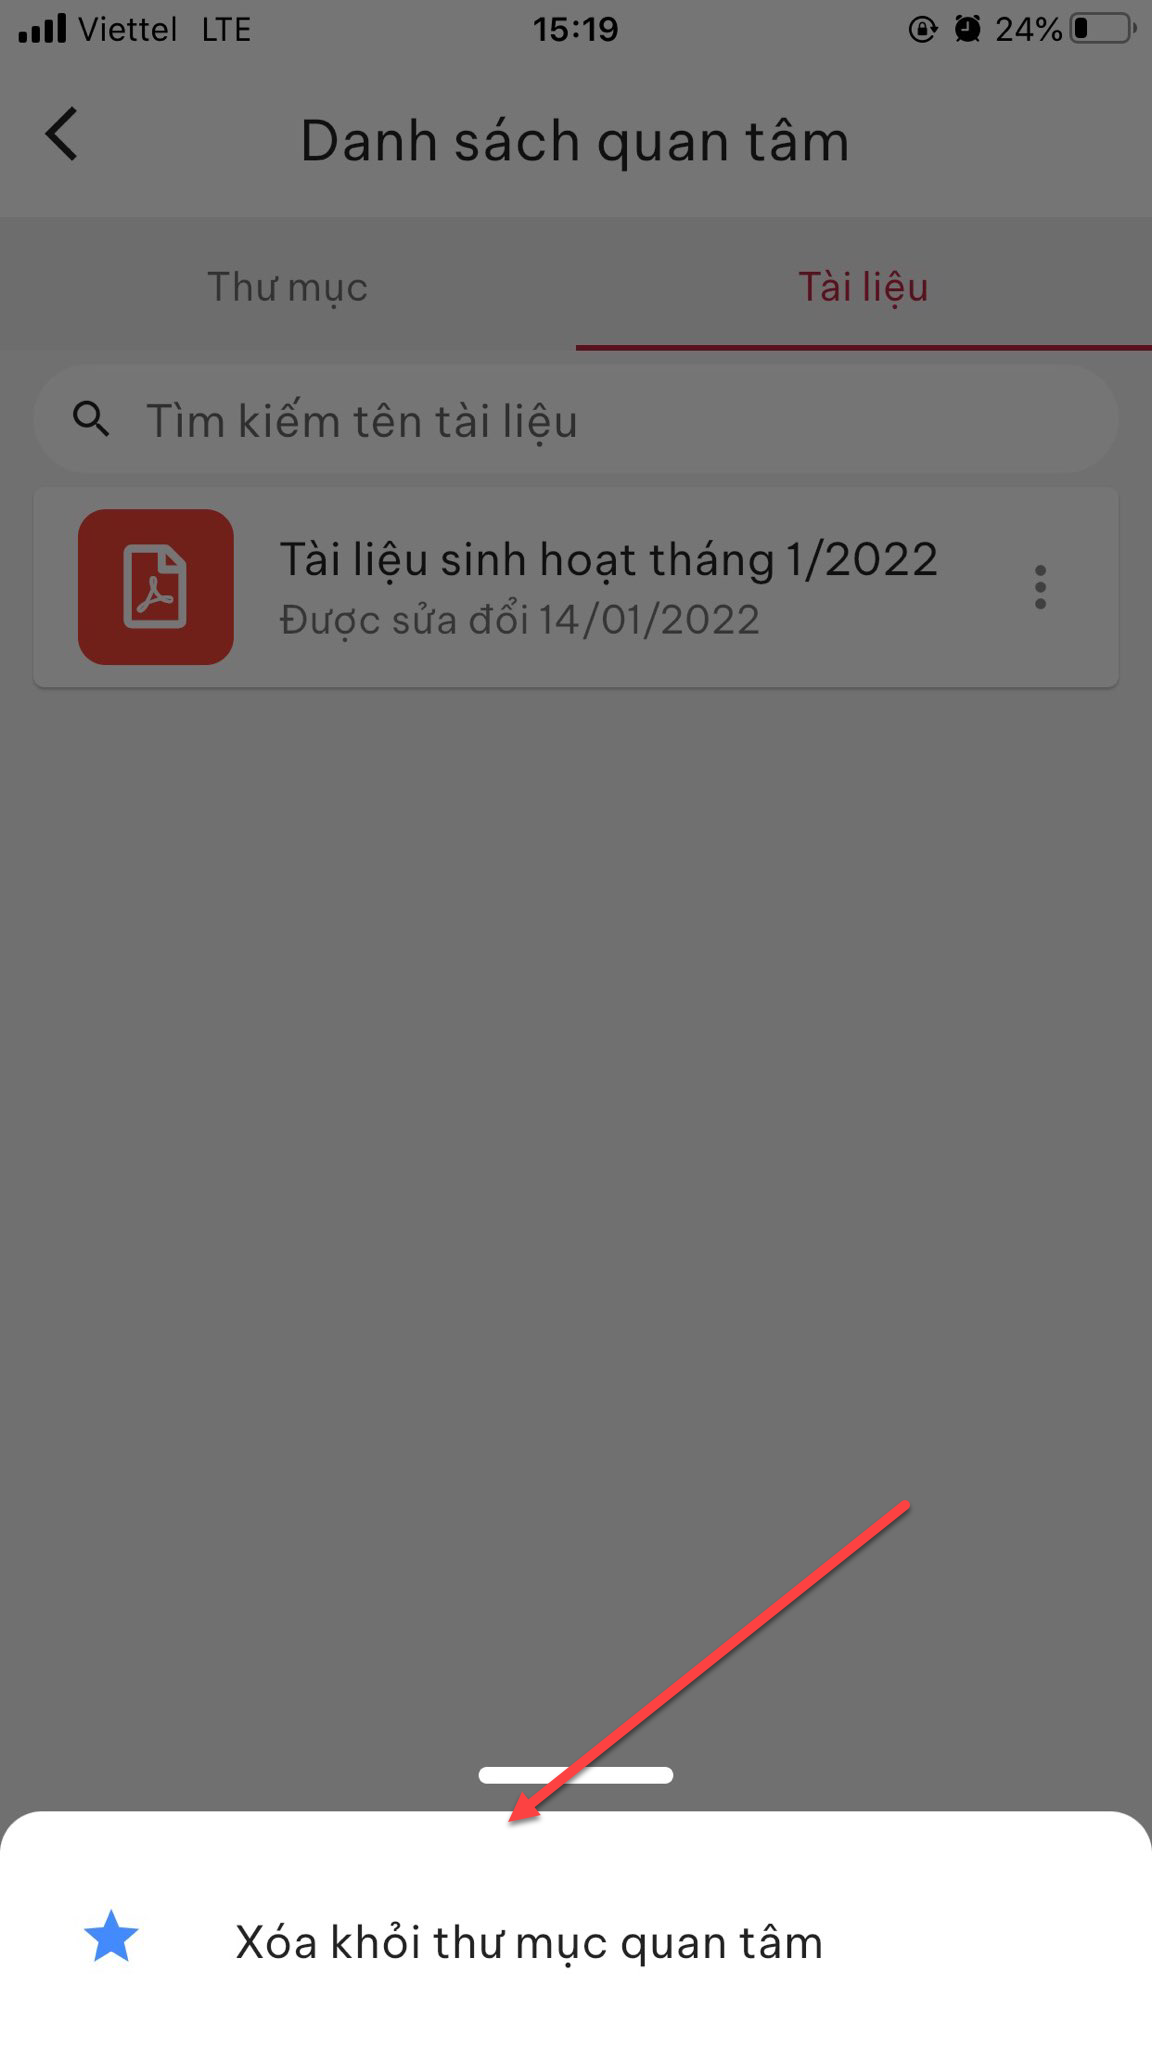 Viettel LTE 15:19 24%
Danh sách quan tâm
Thư mục Tài liệu
Tìm kiếm tên tài liệu
Tài liệu sinh hoạt tháng 1/2022
Được sửa đổi 14/01/2022
Xóa khỏi thư mục quan tâm